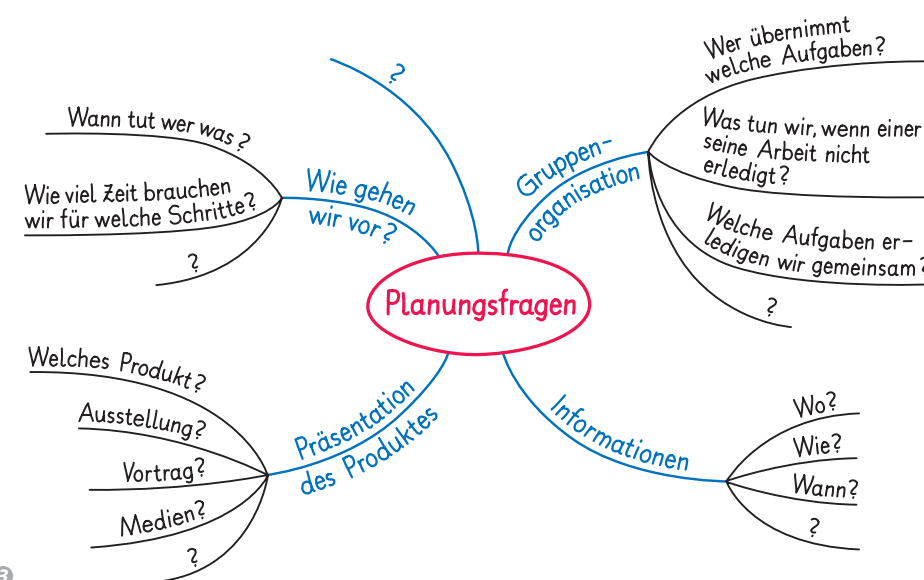 ?
Wer übernimmt
welche Aufgaben?
Was tun wir, wenn einer
seine Arbeit nicht
erledigt?
Welche Aufgaben er-
ledigen wir gemeinsam?
?
Gruppen-
organisation
Wann tut wer was?
Wie viel Zeit brauchen
wir für welche Schritte?
?
Wie gehen
wir vor?
Planungsfragen
Welches Produkt?
Ausstellung?
Vortrag?
Medien?
?
Präsentation
des Produktes
Informationen
Wo?
Wie?
Wann?
?
3